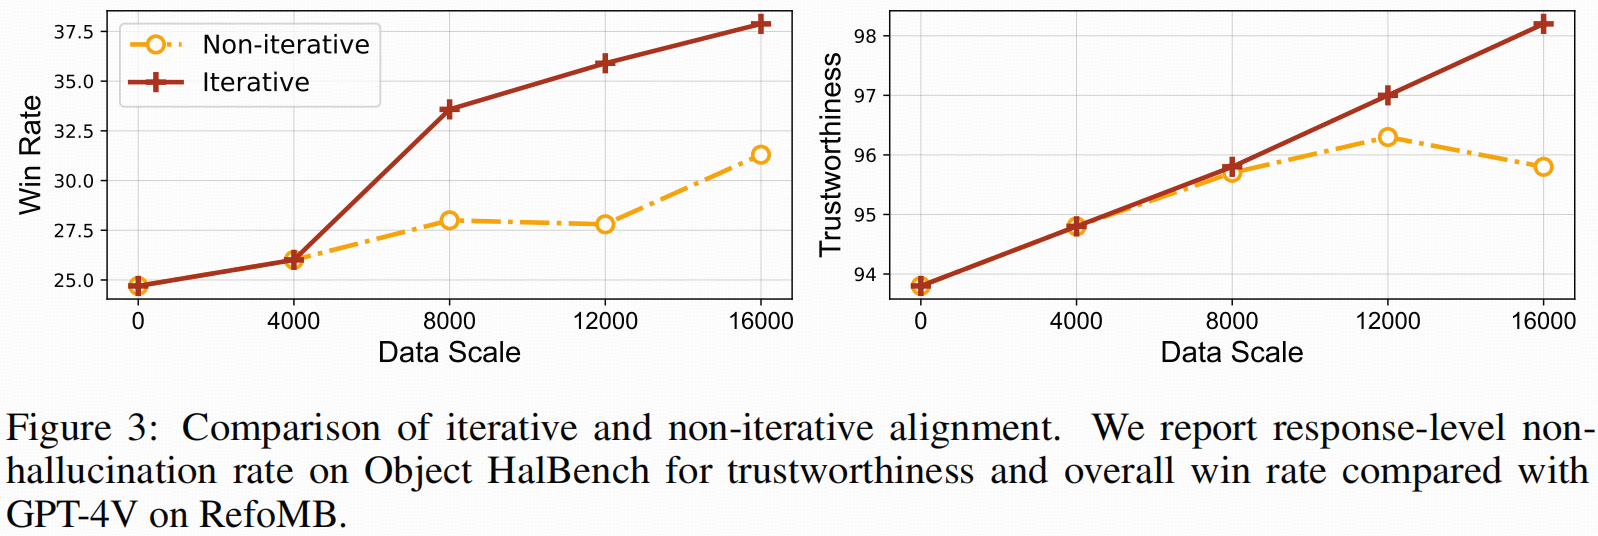 37.5
35.0
32.5
30.0
27.5
25.0
Win Rate
Non-iterative
Iterative
0 4000 8000 12000 16000
Data Scale
98
97
96
95
94
Trustworthiness
0 4000 8000 12000 16000
Data Scale
Figure 3: Comparison of iterative and non-iterative alignment. We report response-level non-
hallucination rate on Object HalBench for trustworthiness and overall win rate compared with
GPT-4V on RefoMB.